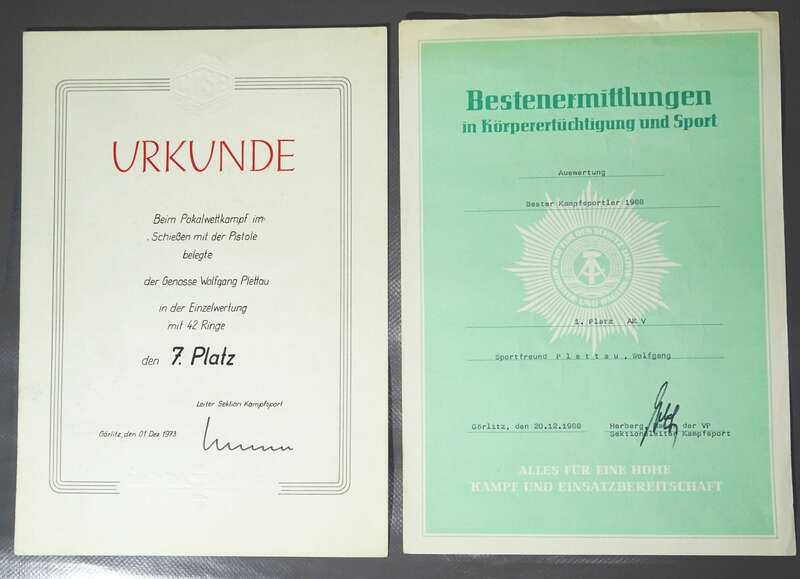 URKUNDE
Beim Pokalwettkampf im
Schießen mit der Pistole
belegte
der Genosse Wolfgang Plettau
in der Einzelwertung
mit 42 Ringe
den 7. Platz
Leiter Sektion Kampfsport
Görlitz, den 01 Dez. 1973
Bestenermittlungen
in Körperertüchtigung und Sport
Auswertung
Bester Kampfsportler 1988
1. Platz AK V
Sportfreund P l e t t a u , Wolfgang
Görlitz, den 20.12.1988
Herberg, der VP
Sektionsleiter Kampfsport
ALLES FÜR EINE HOHE
KAMPF UND EINSATZBEREITSCHAFT